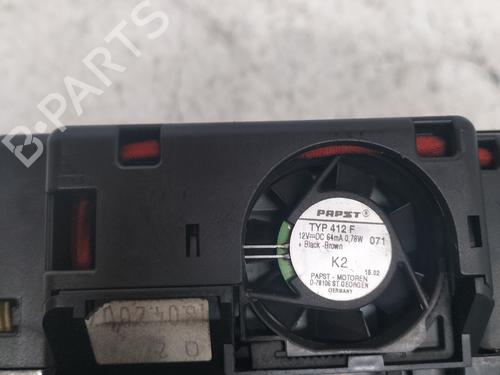 B-PARTS
PAPST®
TYP 412 F
12V⎓DC 64mA 0,76W 071
+ Black -Brown
K2
18.02
PAPST - MOTOREN
D-78106 ST.GEORGEN
GERMANY